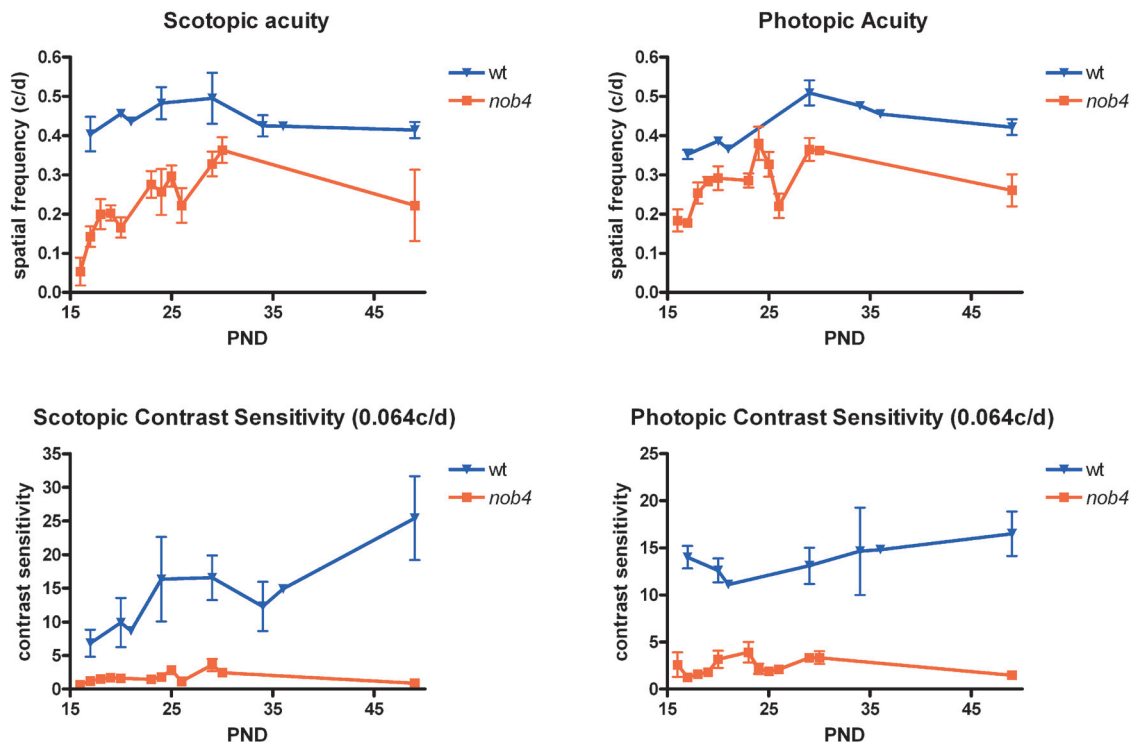 Scotopic acuity
0.6
0.5
0.4
0.3
0.2
0.1
0.0
spatial frequency (c/d)
15 25 35 45
PND
wt
nob4
Photopic Acuity
0.6
0.5
0.4
0.3
0.2
0.1
0.0
spatial frequency (c/d)
15 25 35 45
PND
wt
nob4
Scotopic Contrast Sensitivity (0.064c/d)
35
30
25
20
15
10
5
0
contrast sensitivity
15 25 35 45
PND
wt
nob4
Photopic Contrast Sensitivity (0.064c/d)
25
20
15
10
5
0
contrast sensitivity
15 25 35 45
PND
wt
nob4